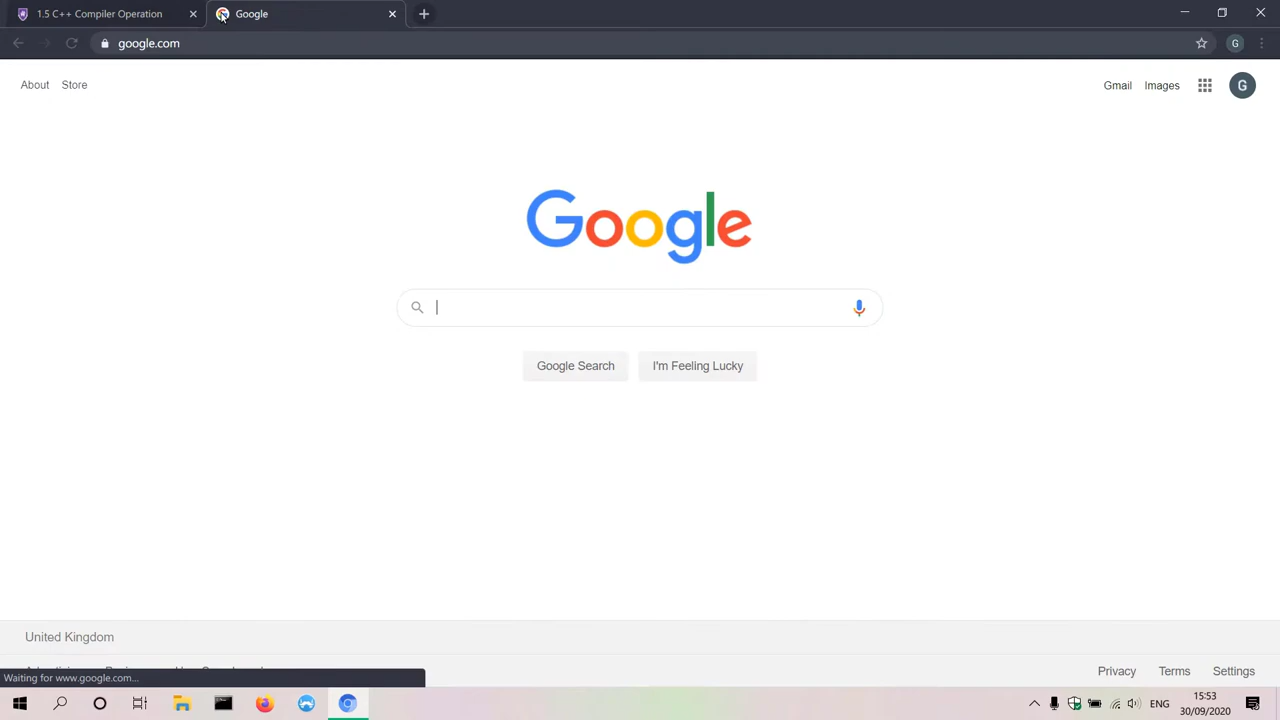 1.5 C++ Compiler Operation
Google
google.com
About
Store
Gmail
Images
G
G
Google
Google Search
I'm Feeling Lucky
United Kingdom
Privacy
Terms
Settings
Waiting for www.google.com...
ENG
15:53
30/09/2020